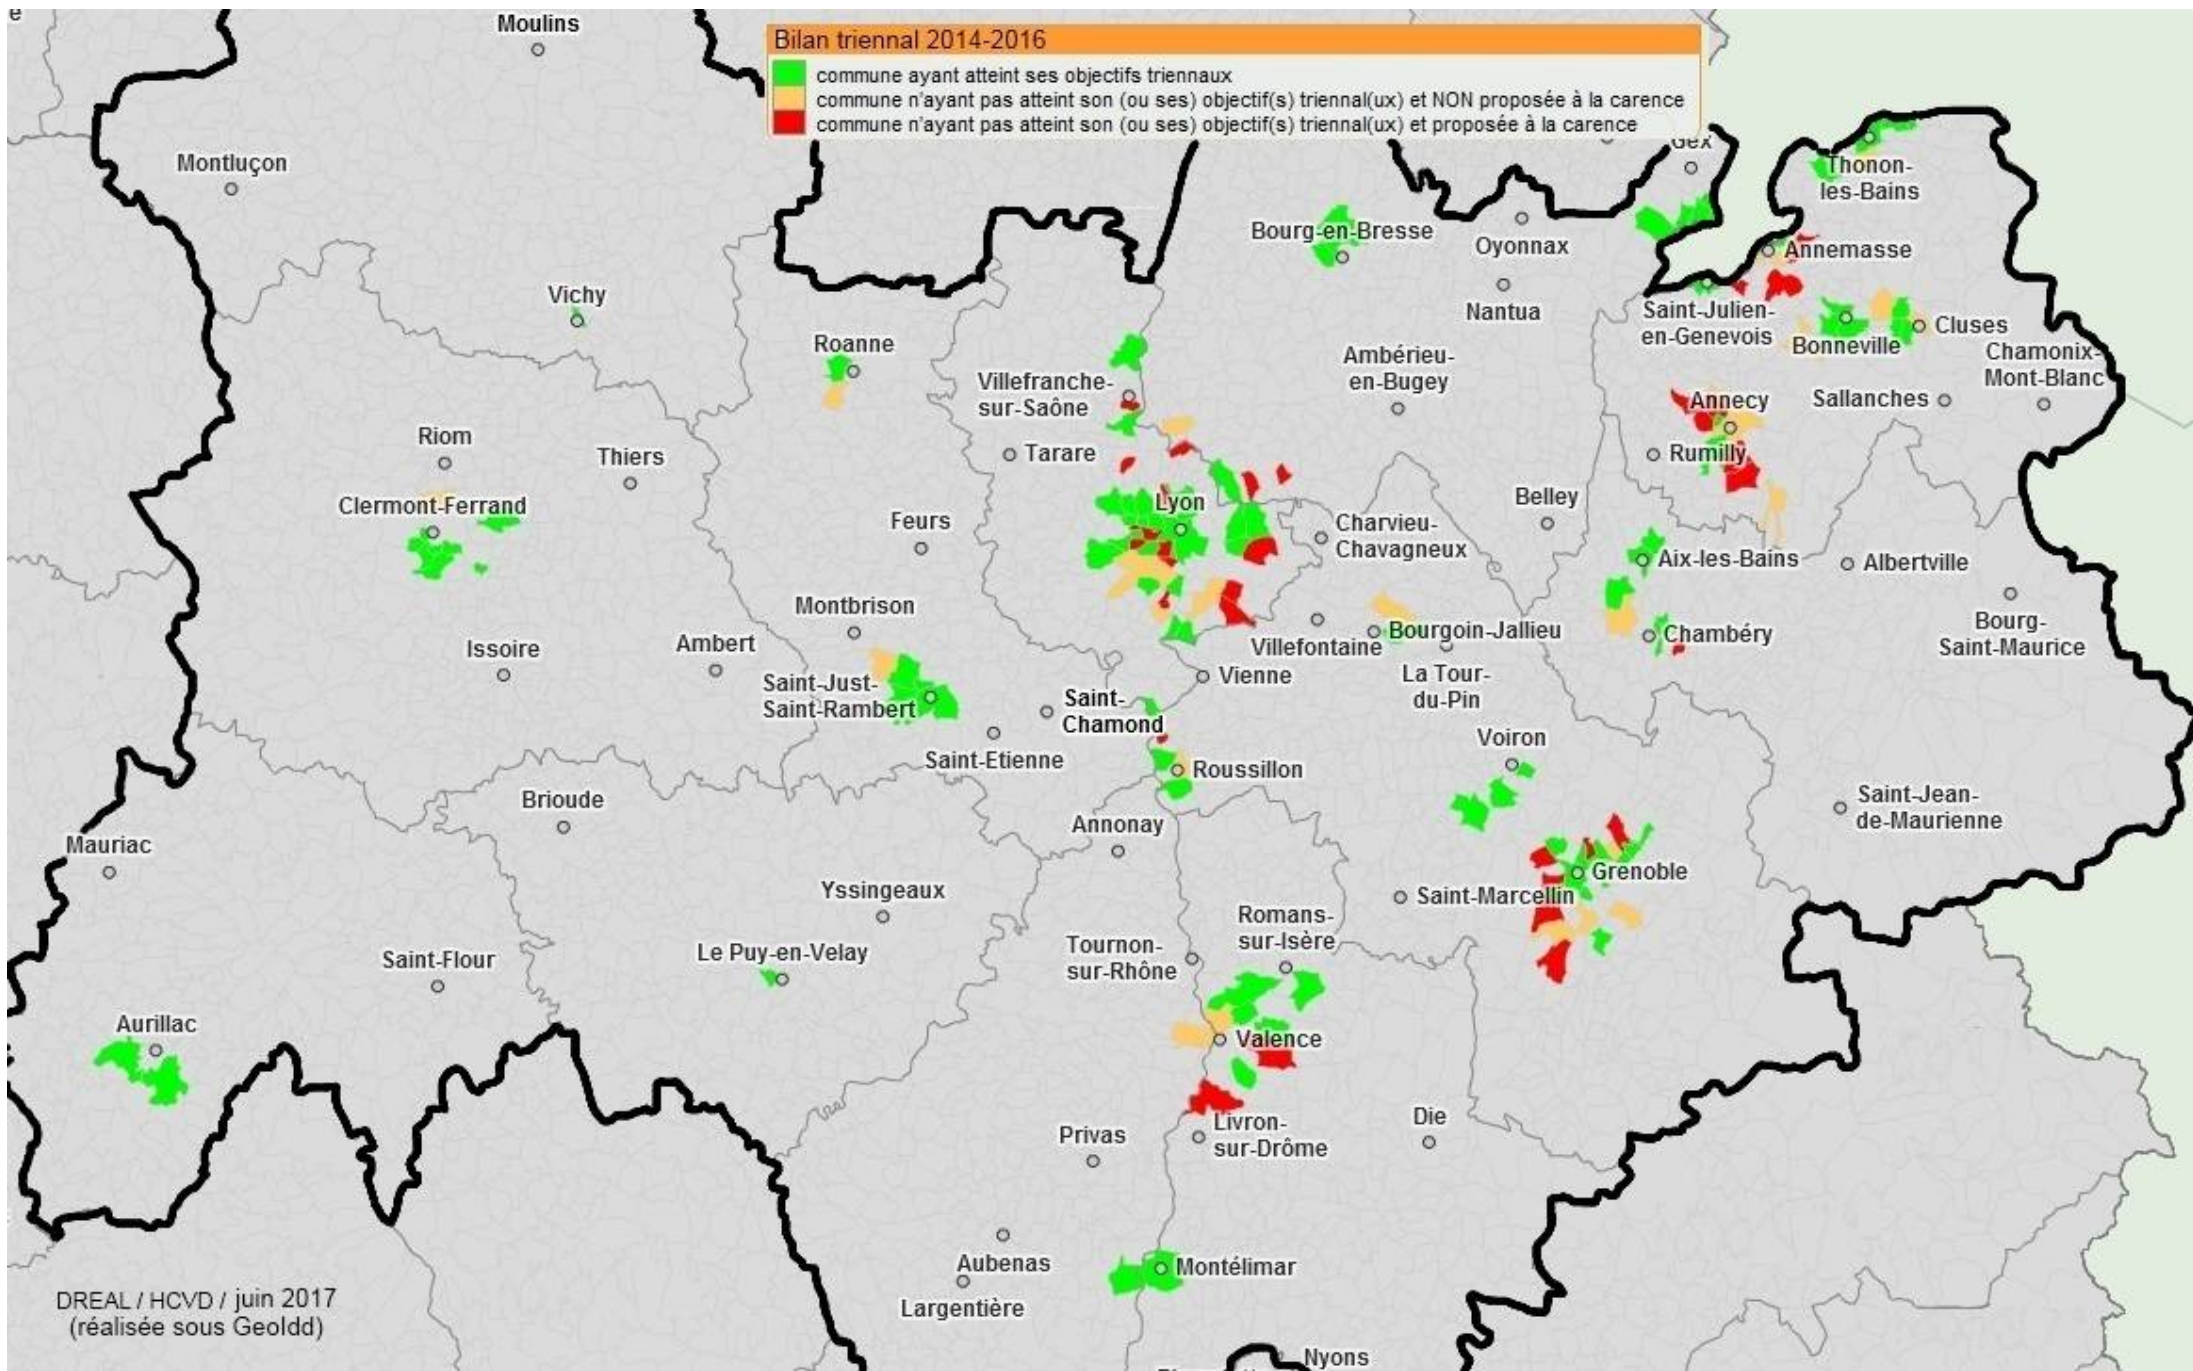 e
Moulins
Bilan triennal 2014-2016
commune ayant atteint ses objectifs triennaux
commune n'ayant pas atteint son (ou ses) objectif(s) triennal(ux) et NON proposée à la carence
commune n'ayant pas atteint son (ou ses) objectif(s) triennal(ux) et proposée à la carence
Gex
Montluçon
Thonon-
les-Bains
Bourg-en-Bresse
Oyonnax
Annemasse
Vichy
Nantua
Saint-Julien-
en-Genevois
Cluses
Bonneville
Roanne
Ambérieu-
en-Bugey
Chamonix-
Mont-Blanc
Villefranche-
sur-Saône
Annecy
Sallanches
Riom
Thiers
Tarare
Rumilly
Clermont-Ferrand
Lyon
Belley
Feurs
Charvieu-
Chavagneux
Aix-les-Bains
Albertville
Montbrison
Bourg-
Saint-Maurice
Issoire
Ambert
Bourgoin-Jallieu
Chambéry
Villefontaine
Saint-Just-
Saint-Rambert
Vienne
La Tour-
du-Pin
Saint-
Chamond
Saint-Etienne
Voiron
Roussillon
Brioude
Saint-Jean-
de-Maurienne
Mauriac
Annonay
Yssingeaux
Grenoble
Saint-Marcellin
Romans-
sur-Isère
Saint-Flour
Le Puy-en-Velay
Tournon-
sur-Rhône
Aurillac
Valence
Privas
Livron-
sur-Drôme
Die
Aubenas
Montélimar
Largentière
DREAL / HCVD / juin 2017
(réalisée sous GeoIdd)
Nyons